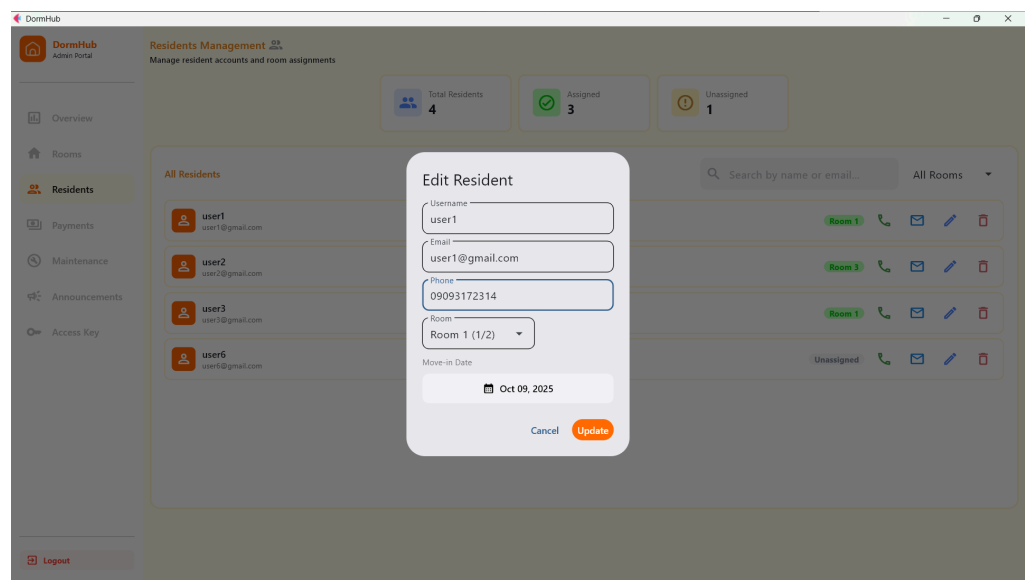 DormHub
DormHub
Admin Portal
Overview
Rooms
Residents
Payments
Maintenance
Announcements
Access Key
Logout
Residents Management
Manage resident accounts and room assignments
Total Residents
4
Assigned
3
Unassigned
1
All Residents
Search by name or email...
All Rooms
user1
user1@gmail.com
Room 1
user2
user2@gmail.com
Room 3
user3
user3@gmail.com
Room 1
user6
user6@gmail.com
Unassigned
Edit Resident
Username
user1
Email
user1@gmail.com
Phone
09093172314
Room
Room 1 (1/2)
Move-in Date
Oct 09, 2025
Cancel
Update